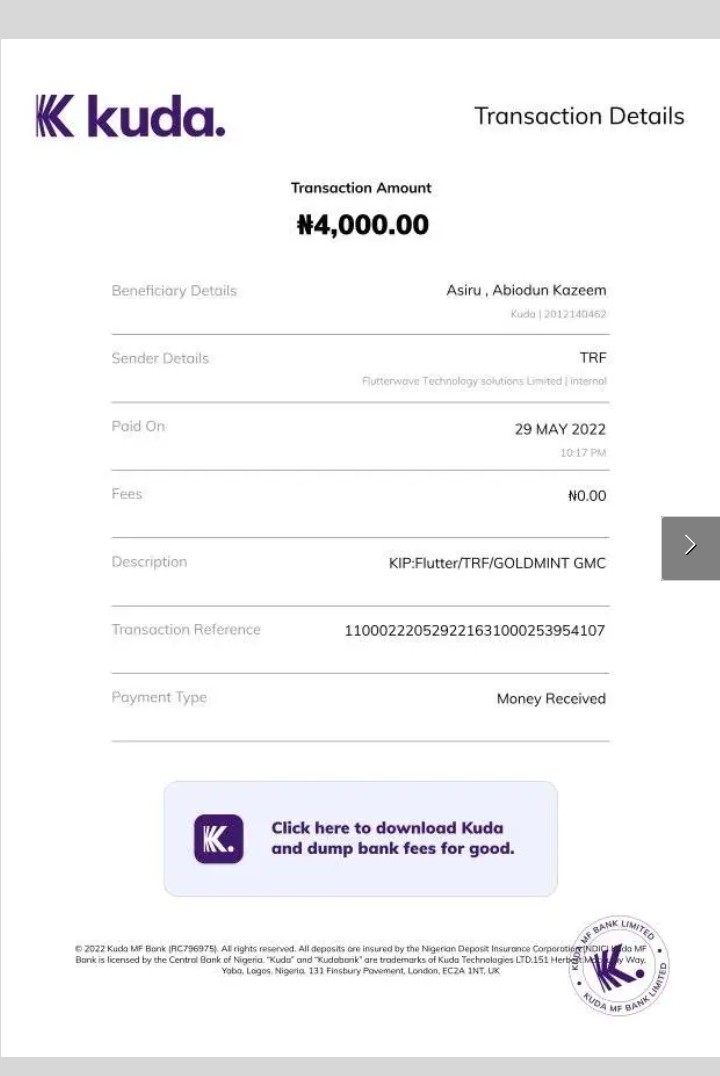 kuda.
Transaction Details
Transaction Amount
₦4,000.00
Beneficiary Details
Asiru , Abiodun Kazeem
Kuda | 2012140462
Sender Details
TRF
Flutterwave Technology solutions Limited | internal
Paid On
29 MAY 2022
10:17 PM
Fees
₦0.00
Description
KIP:Flutter/TRF/GOLDMINT GMC
Transaction Reference
110002220529221631000253954107
Payment Type
Money Received
K.
Click here to download Kuda
and dump bank fees for good.
© 2022 Kuda MF Bank (RC796975). All rights reserved. All deposits are insured by the Nigerian Deposit Insurance Corporation (NDIC) Kuda MF
Bank is licensed by the Central Bank of Nigeria. "Kuda" and "Kudabank" are trademarks of Kuda Technologies LTD.151 Herbert Macaulay Way,
Yaba, Lagos. Nigeria. 131 Finsbury Pavement, London, EC2A 1NT, UK
KUDA MF BANK LIMITED
K.
KUDA MF BANK LIMITED